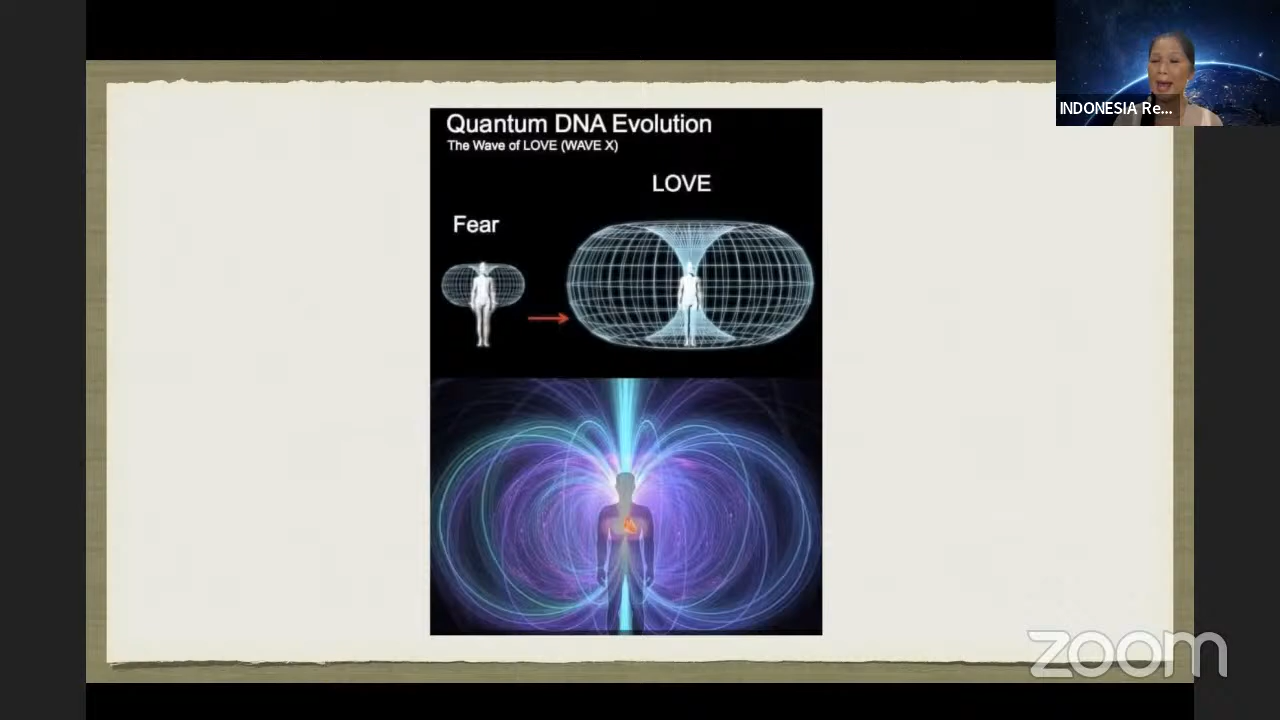 Quantum DNA Evolution
The Wave of LOVE (WAVE X)
LOVE
Fear
INDONESIA Re...
zoom